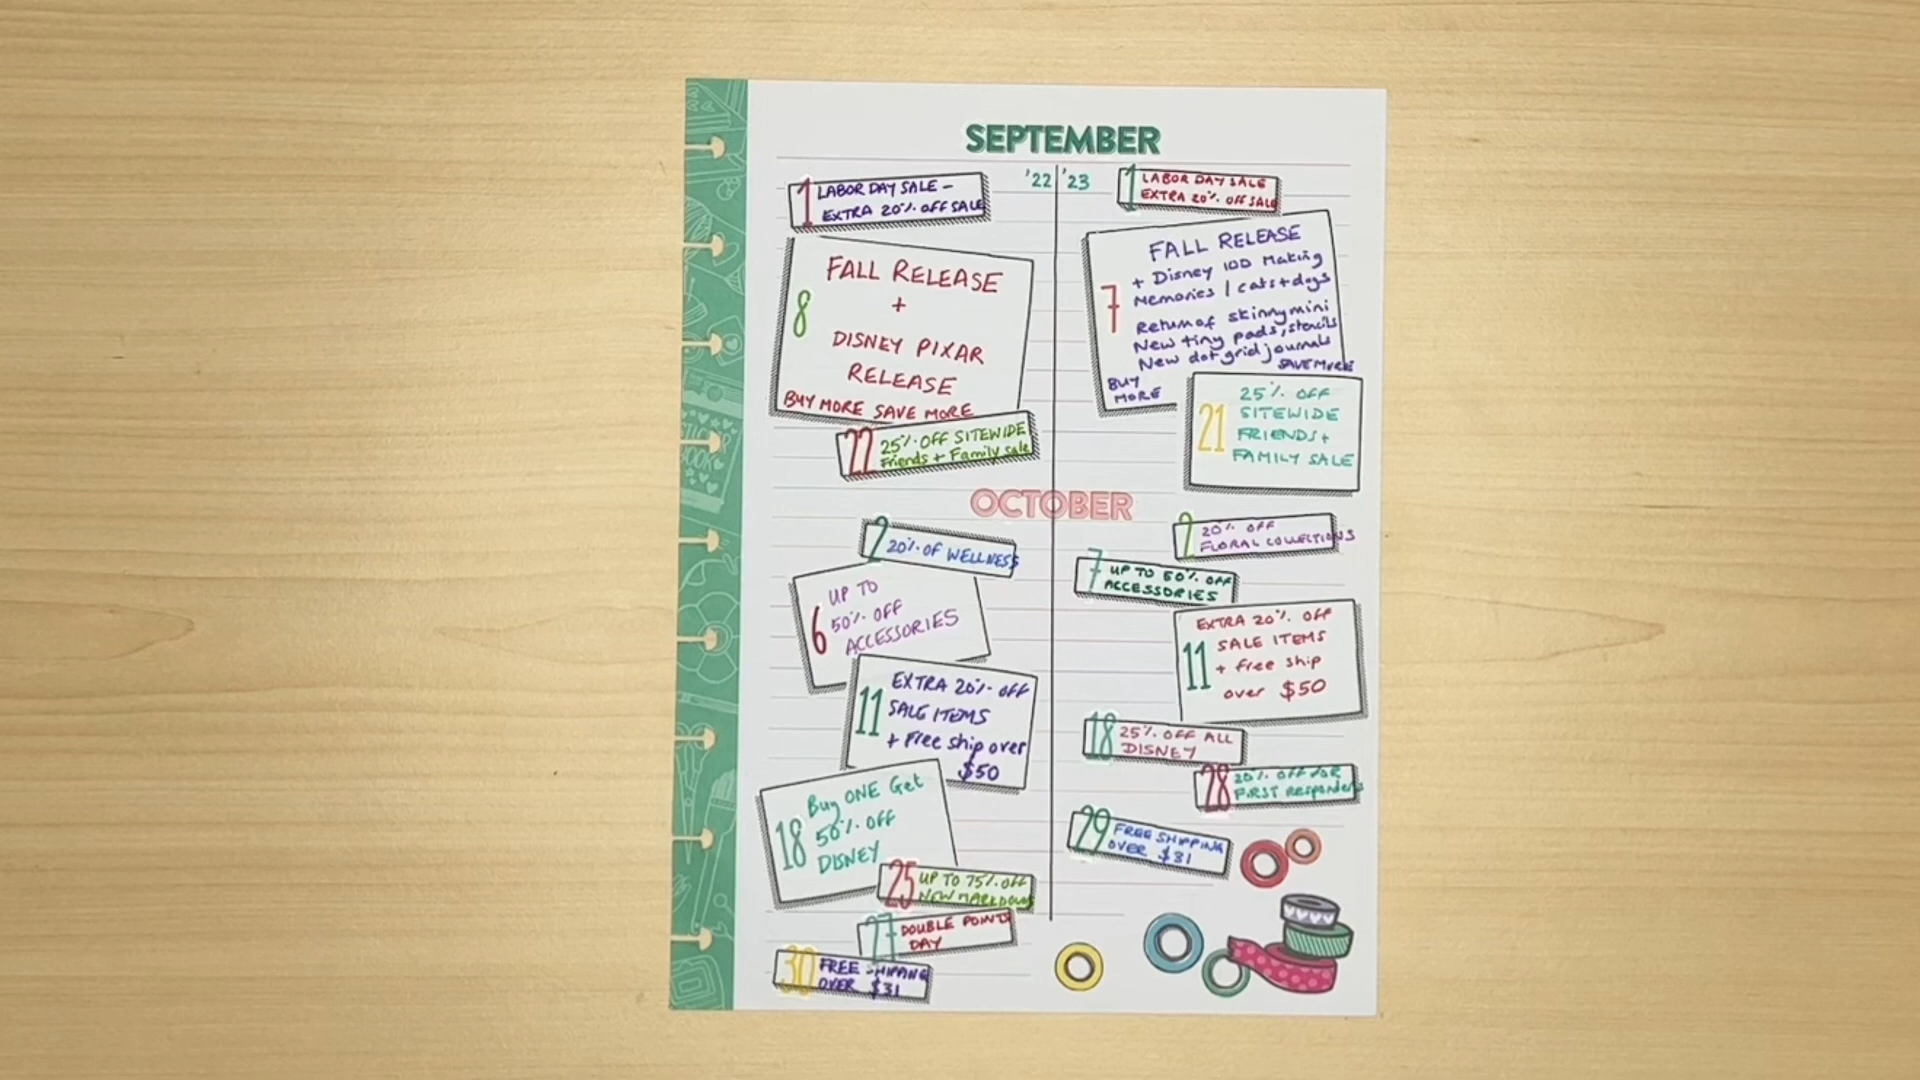 SEPTEMBER
'22
1 LABOR DAY SALE -
EXTRA 20% OFF SALE
8
FALL RELEASE
+
DISNEY PIXAR
RELEASE
BUY MORE SAVE MORE
22 25% OFF SITEWIDE
Friends + Family sale
'23
1 LABOR DAY SALE
EXTRA 20% OFF SALE
7
FALL RELEASE
+ Disney 100 Making
Memories / cats + dogs
Return of skinny mini
New tiny pads, stencils
New dot grid journals
BUY MORE SAVE MORE
21
25% OFF
SITEWIDE
FRIENDS +
FAMILY SALE
OCTOBER
2 20% OF WELLNESS
6
UP TO
50% OFF
ACCESSORIES
11
EXTRA 20% OFF
SALE ITEMS
+ Free ship over
$50
18
Buy ONE Get
50% OFF
DISNEY
25 UP TO 75% OFF
NEW MARKDOWNS
27 DOUBLE POINTS
DAY
30 FREE SHIPPING
OVER $31
2 20% OFF
FLORAL COLLECTIONS
7 UP TO 50% OFF
ACCESSORIES
11
EXTRA 20% OFF
SALE ITEMS
+ free ship
over $50
18 25% OFF ALL
DISNEY
28 20% OFF FOR
FIRST Responders
29 FREE SHIPPING
OVER $31